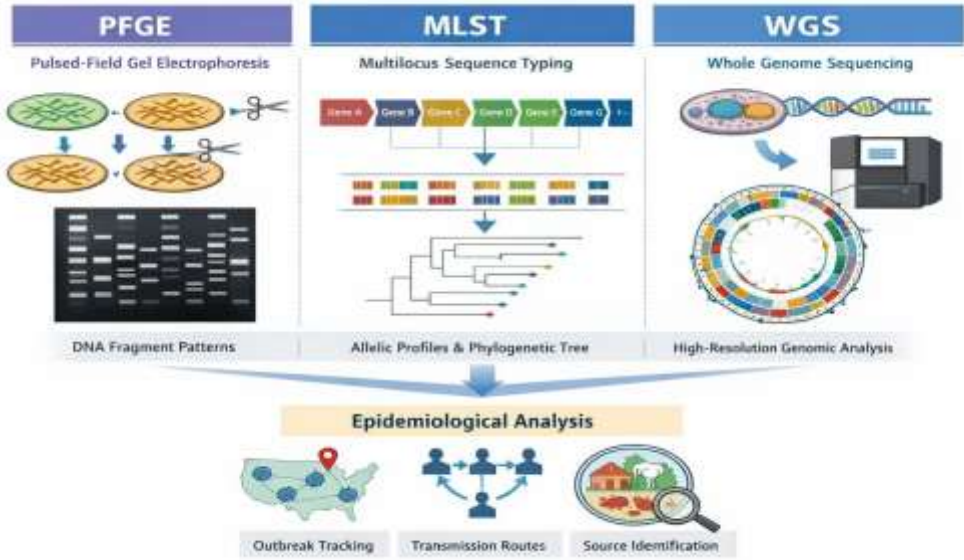 PFGE
MLST
WGS
Pulsed-Field Gel Electrophoresis
Multilocus Sequence Typing
Whole Genome Sequencing
Gene A
Gene B
Gene C
Gene D
Gene E
Gene G
DNA Fragment Patterns
Allelic Profiles & Phylogenetic Tree
High-Resolution Genomic Analysis
Epidemiological Analysis
Outbreak Tracking
Transmission Routes
Source Identification